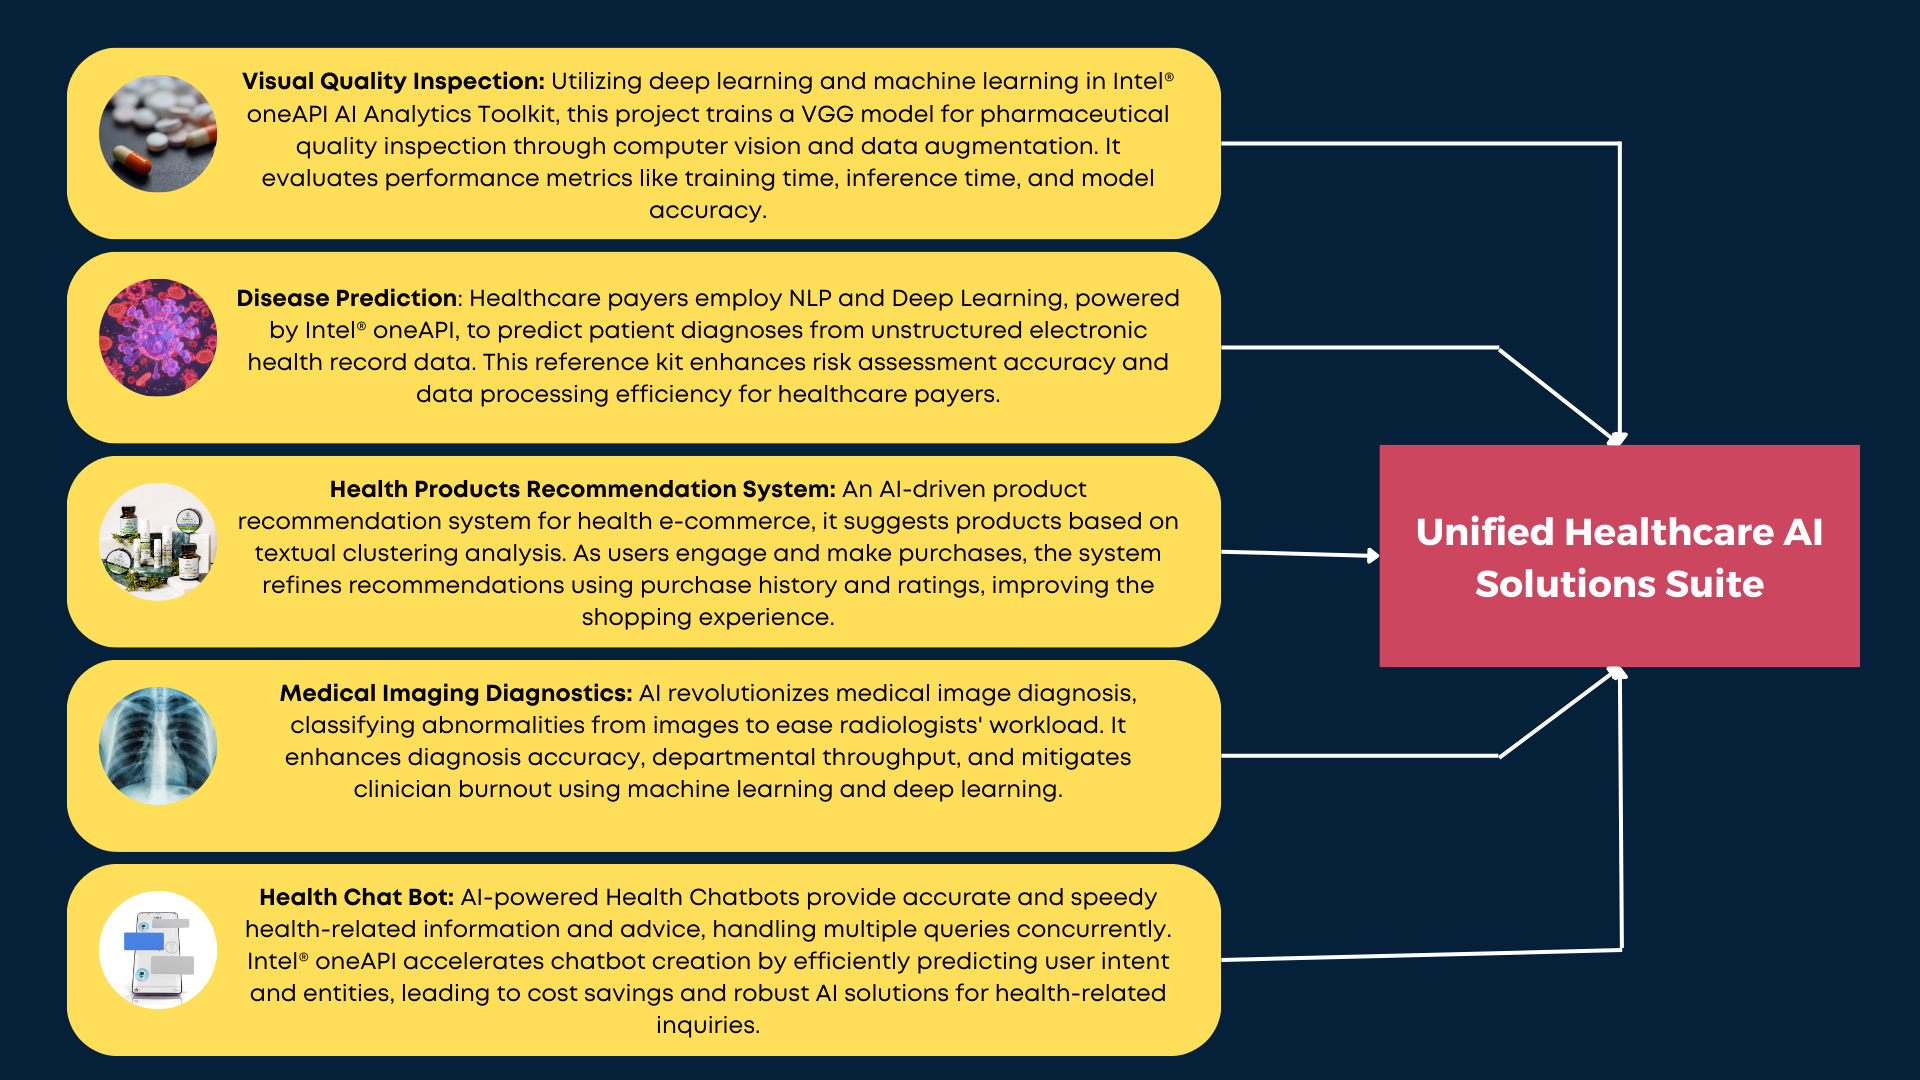 Visual Quality Inspection: Utilizing deep learning and machine learning in Intel®
oneAPI AI Analytics Toolkit, this project trains a VGG model for pharmaceutical
quality inspection through computer vision and data augmentation. It
evaluates performance metrics like training time, inference time, and model
accuracy.
Disease Prediction: Healthcare payers employ NLP and Deep Learning, powered
by Intel® oneAPI, to predict patient diagnoses from unstructured electronic
health record data. This reference kit enhances risk assessment accuracy and
data processing efficiency for healthcare payers.
Health Products Recommendation System: An AI-driven product
recommendation system for health e-commerce, it suggests products based on
textual clustering analysis. As users engage and make purchases, the system
refines recommendations using purchase history and ratings, improving the
shopping experience.
Medical Imaging Diagnostics: AI revolutionizes medical image diagnosis,
classifying abnormalities from images to ease radiologists' workload. It
enhances diagnosis accuracy, departmental throughput, and mitigates
clinician burnout using machine learning and deep learning.
Health Chat Bot: AI-powered Health Chatbots provide accurate and speedy
health-related information and advice, handling multiple queries concurrently.
Intel® oneAPI accelerates chatbot creation by efficiently predicting user intent
and entities, leading to cost savings and robust AI solutions for health-related
inquiries.
Unified Healthcare AI
Solutions Suite